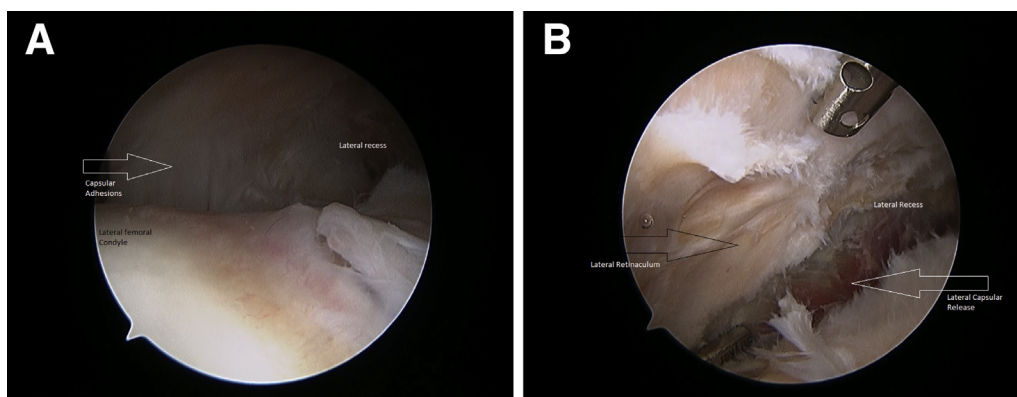 A
Lateral recess
Capsular
Adhesions
Lateral femoral
Condyle
B
Lateral Recess
Lateral Retinaculum
Lateral Capsular
Release